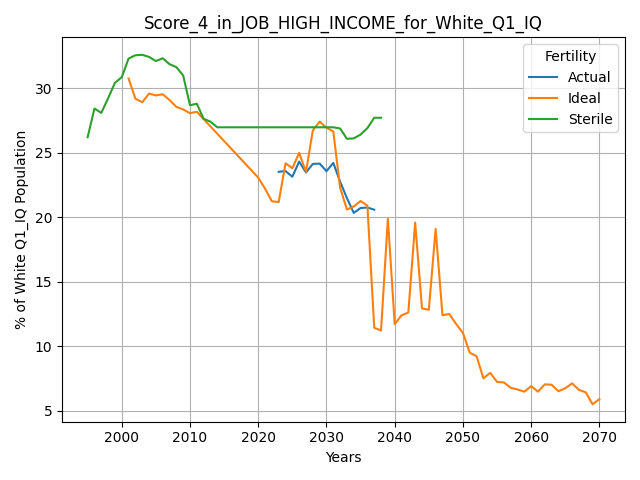 Score_4_in_JOB_HIGH_INCOME_for_White_Q1_IQ
Fertility
Actual
Ideal
Sterile
% of White Q1_IQ Population
30
25
20
15
10
5
2000 2010 2020 2030 2040 2050 2060 2070
Years